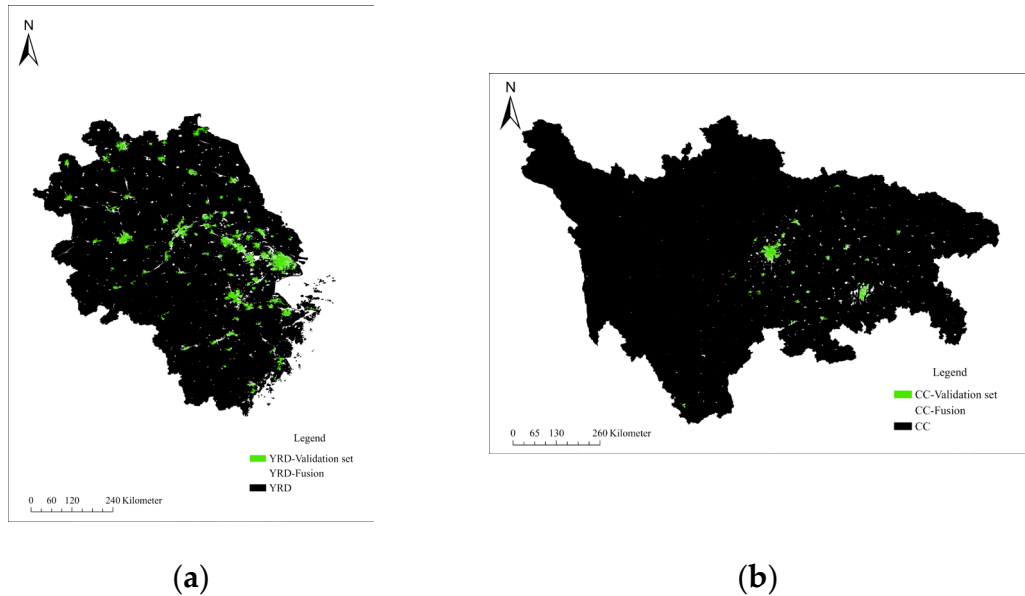 N
Legend
YRD-Validation set
YRD-Fusion
YRD
0 60 120 240 Kilometer
(a)
N
Legend
CC-Validation set
CC-Fusion
CC
0 65 130 260 Kilometer
(b)